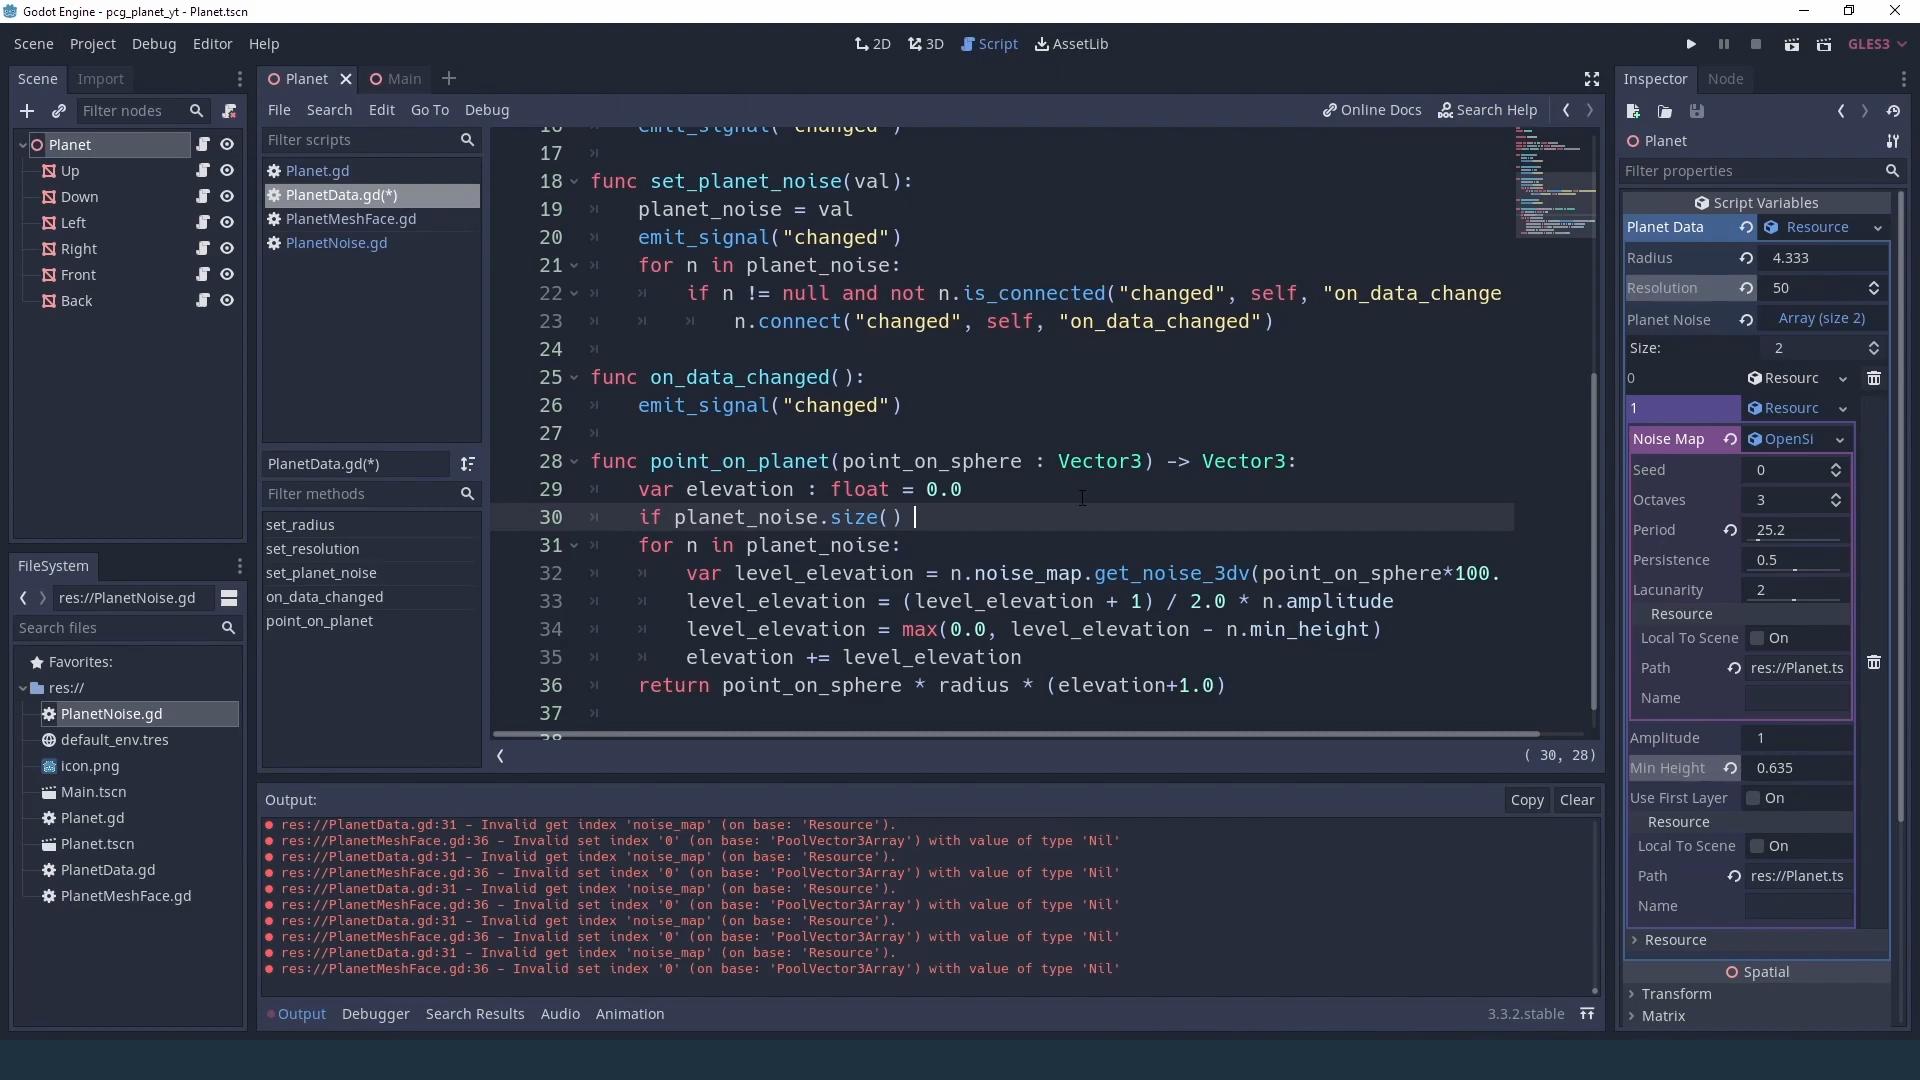 Godot Engine - pcg_planet_yt - Planet.tscn
Scene Project Debug Editor Help
2D 3D Script AssetLib
GLES3
Scene Import
Filter nodes
Planet
Up
Down
Left
Right
Front
Back
FileSystem
res://PlanetNoise.gd
Search files
Favorites:
res://
PlanetNoise.gd
default_env.tres
icon.png
Main.tscn
Planet.gd
Planet.tscn
PlanetData.gd
PlanetMeshFace.gd
Planet Main
File Search Edit Go To Debug
Online Docs Search Help
Filter scripts
Planet.gd
PlanetData.gd(*)
PlanetMeshFace.gd
PlanetNoise.gd
PlanetData.gd(*)
Filter methods
set_radius
set_resolution
set_planet_noise
on_data_changed
point_on_planet
16 emit_signal("changed")
17
18 func set_planet_noise(val):
19 planet_noise = val
20 emit_signal("changed")
21 for n in planet_noise:
22 if n != null and not n.is_connected("changed", self, "on_data_change
23 n.connect("changed", self, "on_data_changed")
24
25 func on_data_changed():
26 emit_signal("changed")
27
28 func point_on_planet(point_on_sphere : Vector3) -> Vector3:
29 var elevation : float = 0.0
30 if planet_noise.size()
31 for n in planet_noise:
32 var level_elevation = n.noise_map.get_noise_3dv(point_on_sphere*100.
33 level_elevation = (level_elevation + 1) / 2.0 * n.amplitude
34 level_elevation = max(0.0, level_elevation - n.min_height)
35 elevation += level_elevation
36 return point_on_sphere * radius * (elevation+1.0)
37
38
( 30, 28)
Output:
Copy Clear
res://PlanetData.gd:31 - Invalid get index 'noise_map' (on base: 'Resource').
res://PlanetMeshFace.gd:36 - Invalid set index '0' (on base: 'PoolVector3Array') with value of type 'Nil'
res://PlanetData.gd:31 - Invalid get index 'noise_map' (on base: 'Resource').
res://PlanetMeshFace.gd:36 - Invalid set index '0' (on base: 'PoolVector3Array') with value of type 'Nil'
res://PlanetData.gd:31 - Invalid get index 'noise_map' (on base: 'Resource').
res://PlanetMeshFace.gd:36 - Invalid set index '0' (on base: 'PoolVector3Array') with value of type 'Nil'
res://PlanetData.gd:31 - Invalid get index 'noise_map' (on base: 'Resource').
res://PlanetMeshFace.gd:36 - Invalid set index '0' (on base: 'PoolVector3Array') with value of type 'Nil'
res://PlanetData.gd:31 - Invalid get index 'noise_map' (on base: 'Resource').
res://PlanetMeshFace.gd:36 - Invalid set index '0' (on base: 'PoolVector3Array') with value of type 'Nil'
Output Debugger Search Results Audio Animation
3.3.2.stable
Inspector Node
Planet
Filter properties
Script Variables
Planet Data Resource
Radius 4.333
Resolution 50
Planet Noise Array (size 2)
Size: 2
0 Resourc
1 Resourc
Noise Map OpenSi
Seed 0
Octaves 3
Period 25.2
Persistence 0.5
Lacunarity 2
Resource
Local To Scene On
Path res://Planet.ts
Name
Amplitude 1
Min Height 0.635
Use First Layer On
Resource
Local To Scene On
Path res://Planet.ts
Name
Resource
Spatial
Transform
Matrix